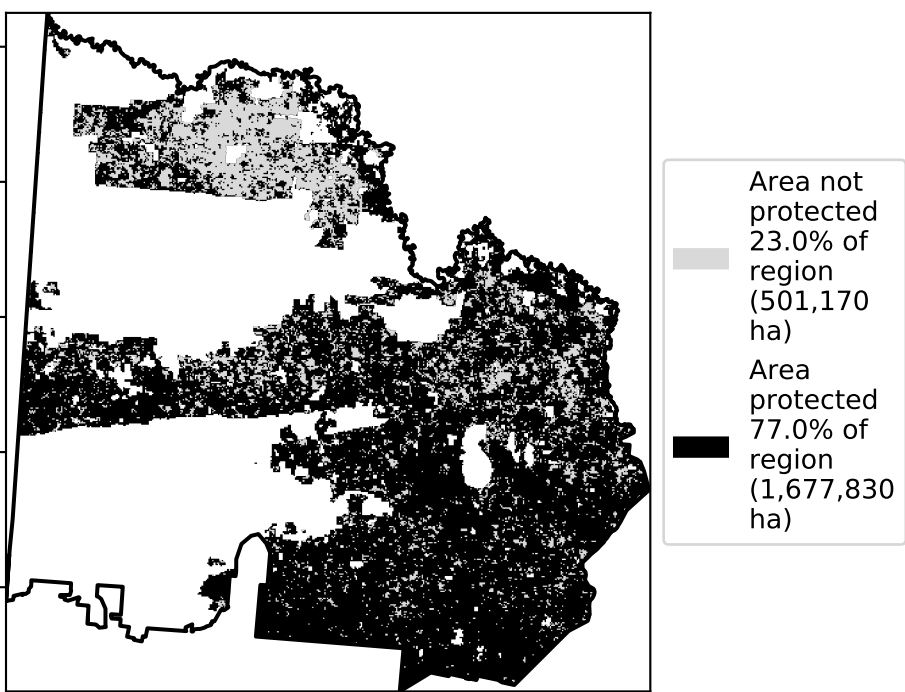 Area not
protected
23.0% of
region
(501,170
ha)
Area
protected
77.0% of
region
(1,677,830
ha)